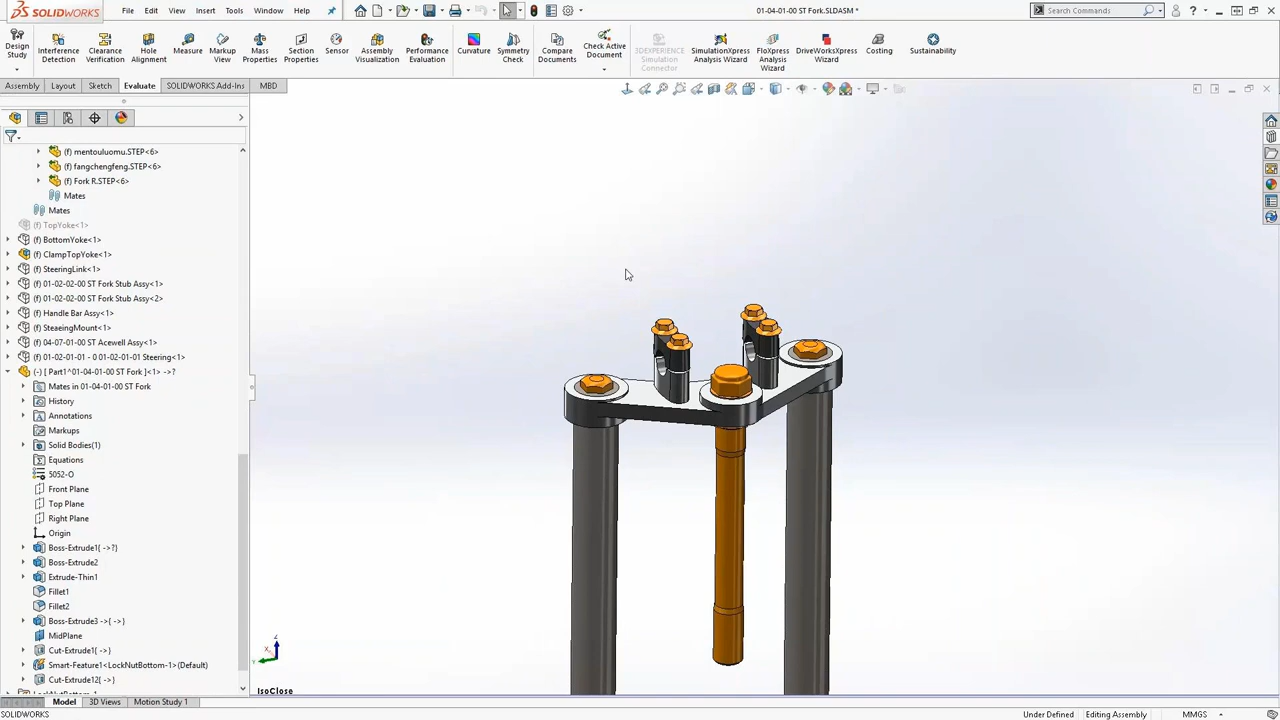 SOLIDWORKS
File
Edit
View
Insert
Tools
Window
Help
01-04-01-00 ST Fork.SLDASM *
Search Commands
Design
Study
Interference
Detection
Clearance
Verification
Hole
Alignment
Measure
Markup
View
Mass
Properties
Section
Properties
Sensor
Assembly
Visualization
Performance
Evaluation
Curvature
Symmetry
Check
Compare
Documents
Check Active
Document
3DEXPERIENCE
Simulation
Connector
SimulationXpress
Analysis Wizard
FloXpress
Analysis
Wizard
DriveWorksXpress
Wizard
Costing
Sustainability
Assembly
Layout
Sketch
Evaluate
SOLIDWORKS Add-Ins
MBD
(f) mentouluomu.STEP<6>
(f) fangchengfeng.STEP<6>
(f) Fork R.STEP<6>
Mates
Mates
(f) TopYoke<1>
(f) BottomYoke<1>
(f) ClampTopYoke<1>
(f) SteeringLink<1>
(f) 01-02-02-00 ST Fork Stub Assy<1>
(f) 01-02-02-00 ST Fork Stub Assy<2>
(f) Handle Bar Assy<1>
(f) SteaeingMount<1>
(f) 04-07-01-00 ST Acewell Assy<1>
(f) 01-02-01-01 - 0 01-02-01-01 Steering<1>
(-) [ Part1^01-04-01-00 ST Fork ]<1> ->?
Mates in 01-04-01-00 ST Fork
History
Annotations
Markups
Solid Bodies(1)
Equations
5052-O
Front Plane
Top Plane
Right Plane
Origin
Boss-Extrude1{ ->?}
Boss-Extrude2
Extrude-Thin1
Fillet1
Fillet2
Boss-Extrude3 ->{ ->}
MidPlane
Cut-Extrude1{ ->}
Smart-Feature1<LockNutBottom-1>(Default)
Cut-Extrude12{ ->}
Z
Y
X
IsoClose
Model
3D Views
Motion Study 1
SOLIDWORKS
Under Defined
Editing Assembly
MMGS